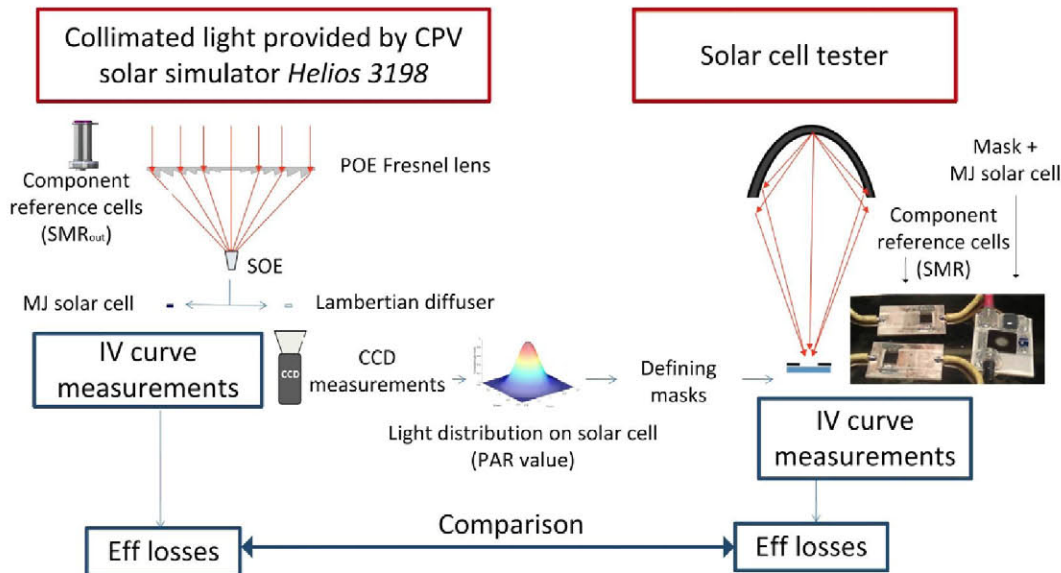 Collimated light provided by CPV
solar simulator Helios 3198
Solar cell tester
Component
reference cells
(SMRout)
POE Fresnel lens
SOE
MJ solar cell
Lambertian diffuser
Mask +
MJ solar cell
Component
reference cells
(SMR)
IV curve
measurements
CCD
CCD
measurements
Light distribution on solar cell
(PAR value)
Defining
masks
IV curve
measurements
Eff losses
Comparison
Eff losses